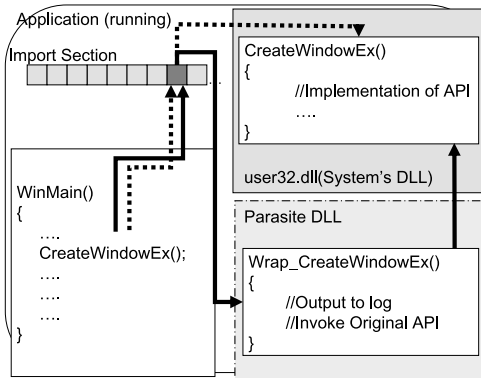 Application (running)
Import Section
...
WinMain()
{
....
CreateWindowEx();
....
....
....
}
CreateWindowEx()
{
//Implementation of API
....
}
user32.dll(System's DLL)
Parasite DLL
Wrap_CreateWindowEx()
{
//Output to log
//Invoke Original API
}